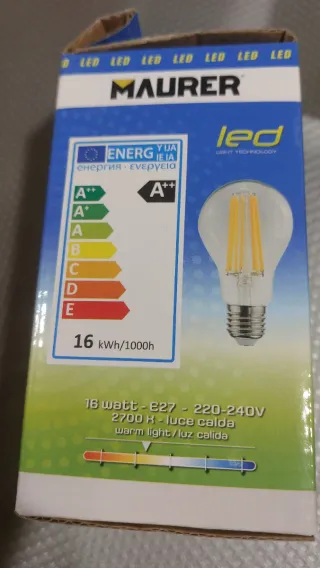 LED LED LED LED LED LED LED
MAURER
led
LIGHT TECHNOLOGY
ENERG Y IJA
IE IA
енергия · ενεργεια
A++
A++
A+
A
B
C
D
E
16 kWh/1000h
16 watt - E27 - 220-240V
2700 K - luce calda
warm light/luz calida